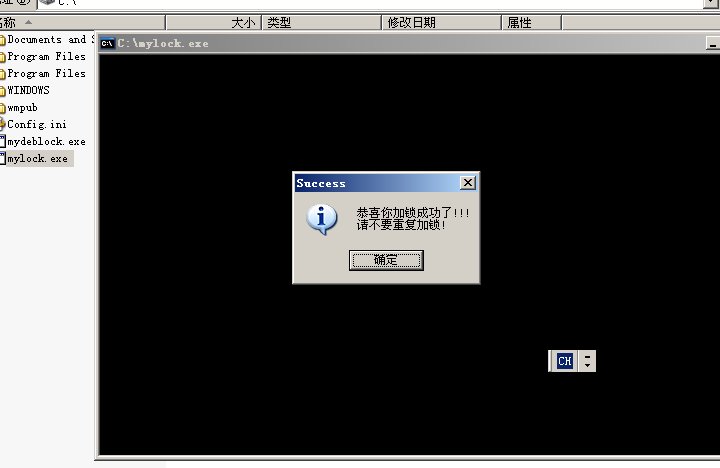 C:\
名称 大小 类型 修改日期 属性
Documents and S
Program Files
Program Files
WINDOWS
wmpub
Config.ini
mydeblock.exe
mylock.exe
C:\mylock.exe
Success
恭喜你加锁成功了!!!
请不要重复加锁!
确定
CH